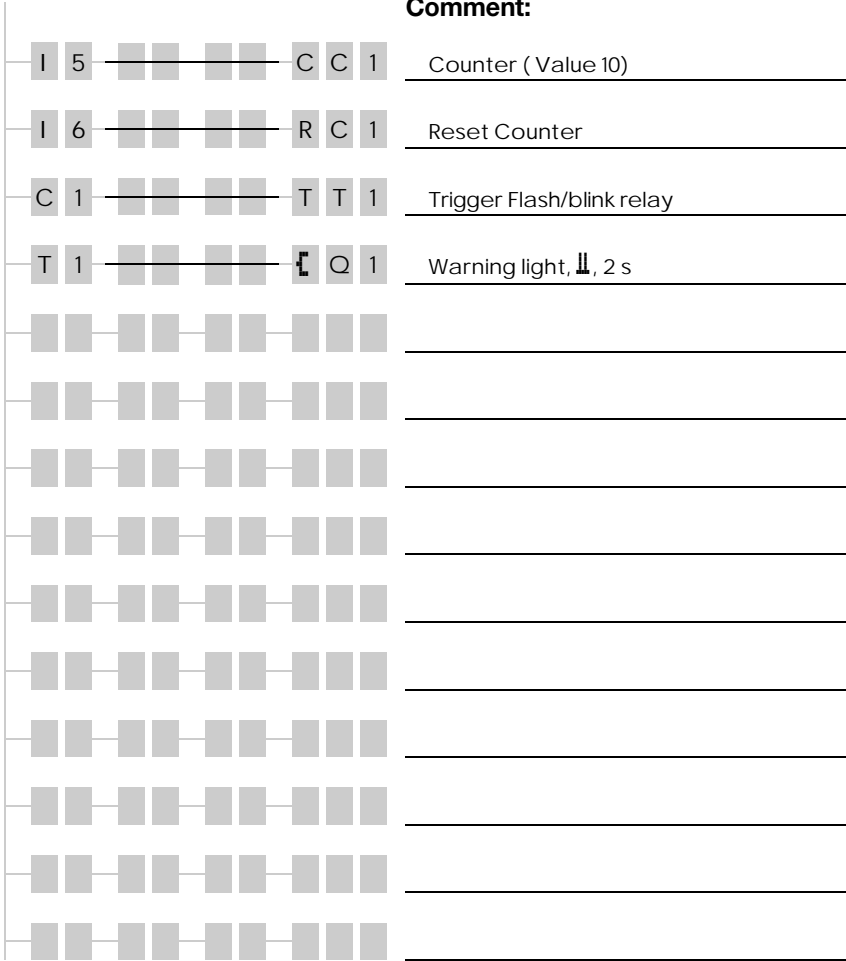 Comment:
I 5 C C 1 Counter ( Value 10)
I 6 R C 1 Reset Counter
C 1 T T 1 Trigger Flash/blink relay
T 1 Q 1 Warning light, , 2 s